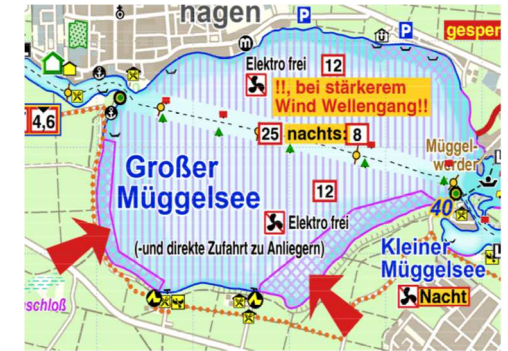 hagen
P
P
gesper
Elektro frei
12
!!, bei stärkerem
Wind Wellengang!!
4,6
25 nachts: 8
Müggel-
werder
Großer
Müggelsee
12
40
Elektro frei
(-und direkte Zufahrt zu Anliegern)
Kleiner
Müggelsee
Nacht
schloß